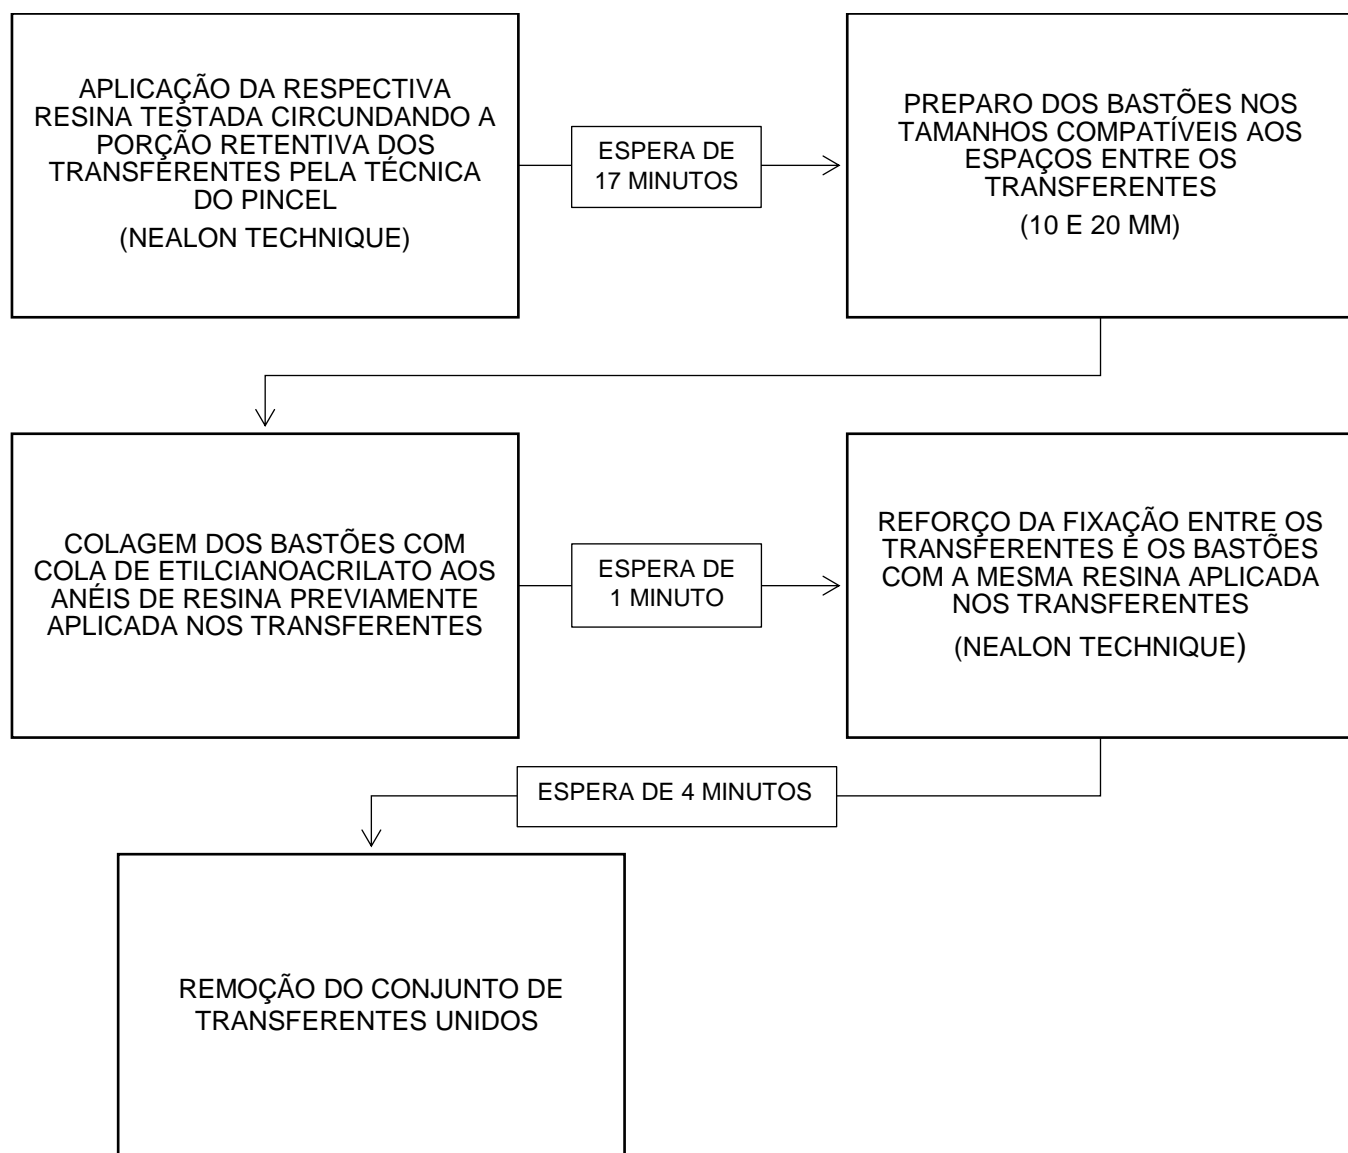 APLICAÇÃO DA RESPECTIVA
RESINA TESTADA CIRCUNDANDO A
PORÇÃO RETENTIVA DOS
TRANSFERENTES PELA TÉCNICA
DO PINCEL
(NEALON TECHNIQUE)
ESPERA DE
17 MINUTOS
PREPARO DOS BASTÕES NOS
TAMANHOS COMPATÍVEIS AOS
ESPAÇOS ENTRE OS
TRANSFERENTES
(10 E 20 MM)
COLAGEM DOS BASTÕES COM
COLA DE ETILCIANOACRILATO AOS
ANÉIS DE RESINA PREVIAMENTE
APLICADA NOS TRANSFERENTES
ESPERA DE
1 MINUTO
REFORÇO DA FIXAÇÃO ENTRE OS
TRANSFERENTES E OS BASTÕES
COM A MESMA RESINA APLICADA
NOS TRANSFERENTES
(NEALON TECHNIQUE)
ESPERA DE 4 MINUTOS
REMOÇÃO DO CONJUNTO DE
TRANSFERENTES UNIDOS